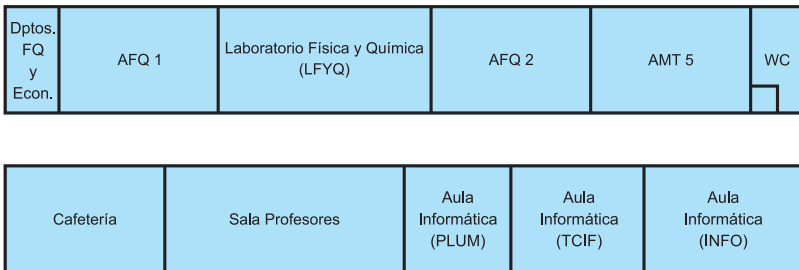 Dptos.
FQ
y
Econ.
AFQ 1
Laboratorio Física y Química
(LFYQ)
AFQ 2
AMT 5
WC
Cafetería
Sala Profesores
Aula
Informática
(PLUM)
Aula
Informática
(TCIF)
Aula
Informática
(INFO)